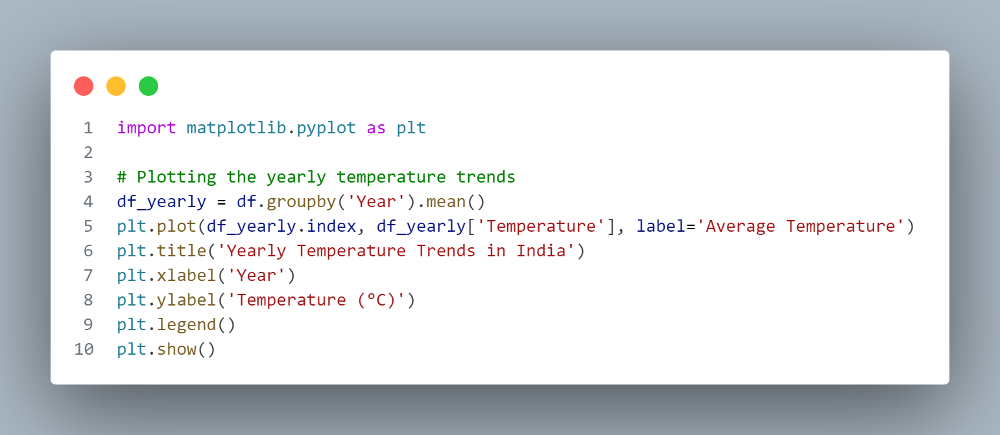 1 import matplotlib.pyplot as plt
2
3 # Plotting the yearly temperature trends
4 df_yearly = df.groupby('Year').mean()
5 plt.plot(df_yearly.index, df_yearly['Temperature'], label='Average Temperature')
6 plt.title('Yearly Temperature Trends in India')
7 plt.xlabel('Year')
8 plt.ylabel('Temperature (°C)')
9 plt.legend()
10 plt.show()